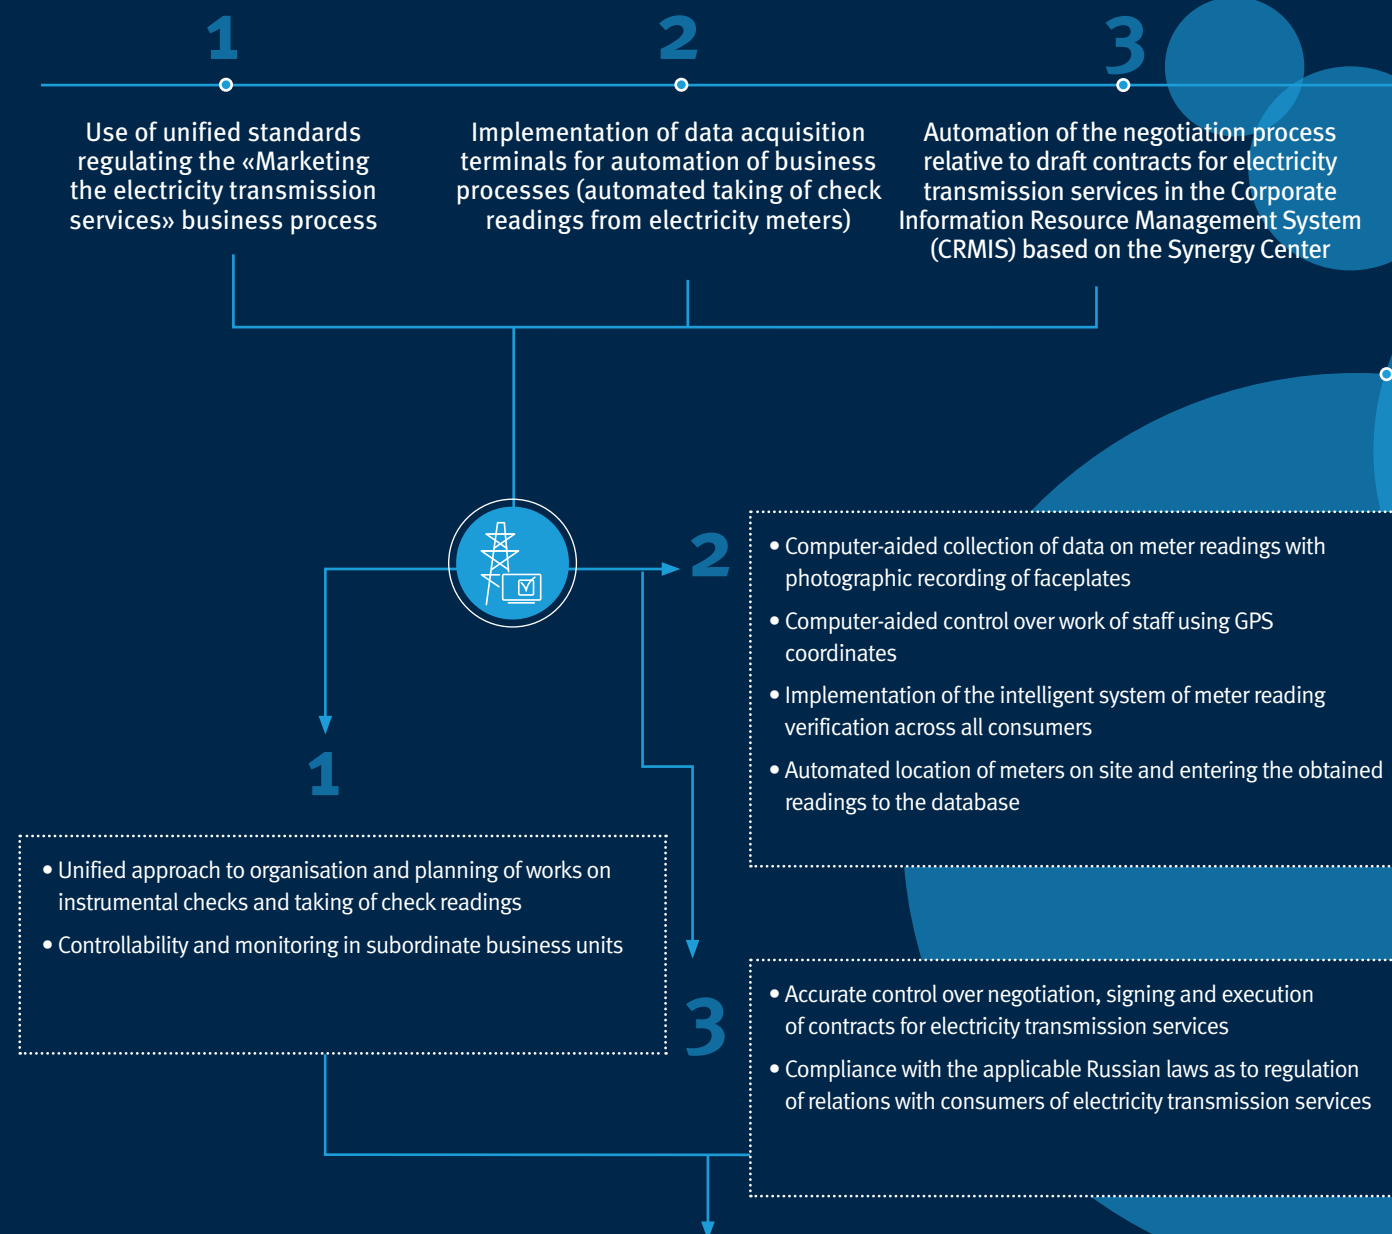 1
Use of unified standards
regulating the «Marketing
the electricity transmission
services» business process
2
Implementation of data acquisition
terminals for automation of business
processes (automated taking of check
readings from electricity meters)
3
Automation of the negotiation process
relative to draft contracts for electricity
transmission services in the Corporate
Information Resource Management System
(CRMIS) based on the Synergy Center
1
• Unified approach to organisation and planning of works on
instrumental checks and taking of check readings
• Controllability and monitoring in subordinate business units
2
• Computer-aided collection of data on meter readings with
photographic recording of faceplates
• Computer-aided control over work of staff using GPS
coordinates
• Implementation of the intelligent system of meter reading
verification across all consumers
• Automated location of meters on site and entering the obtained
readings to the database
3
• Accurate control over negotiation, signing and execution
of contracts for electricity transmission services
• Compliance with the applicable Russian laws as to regulation
of relations with consumers of electricity transmission services